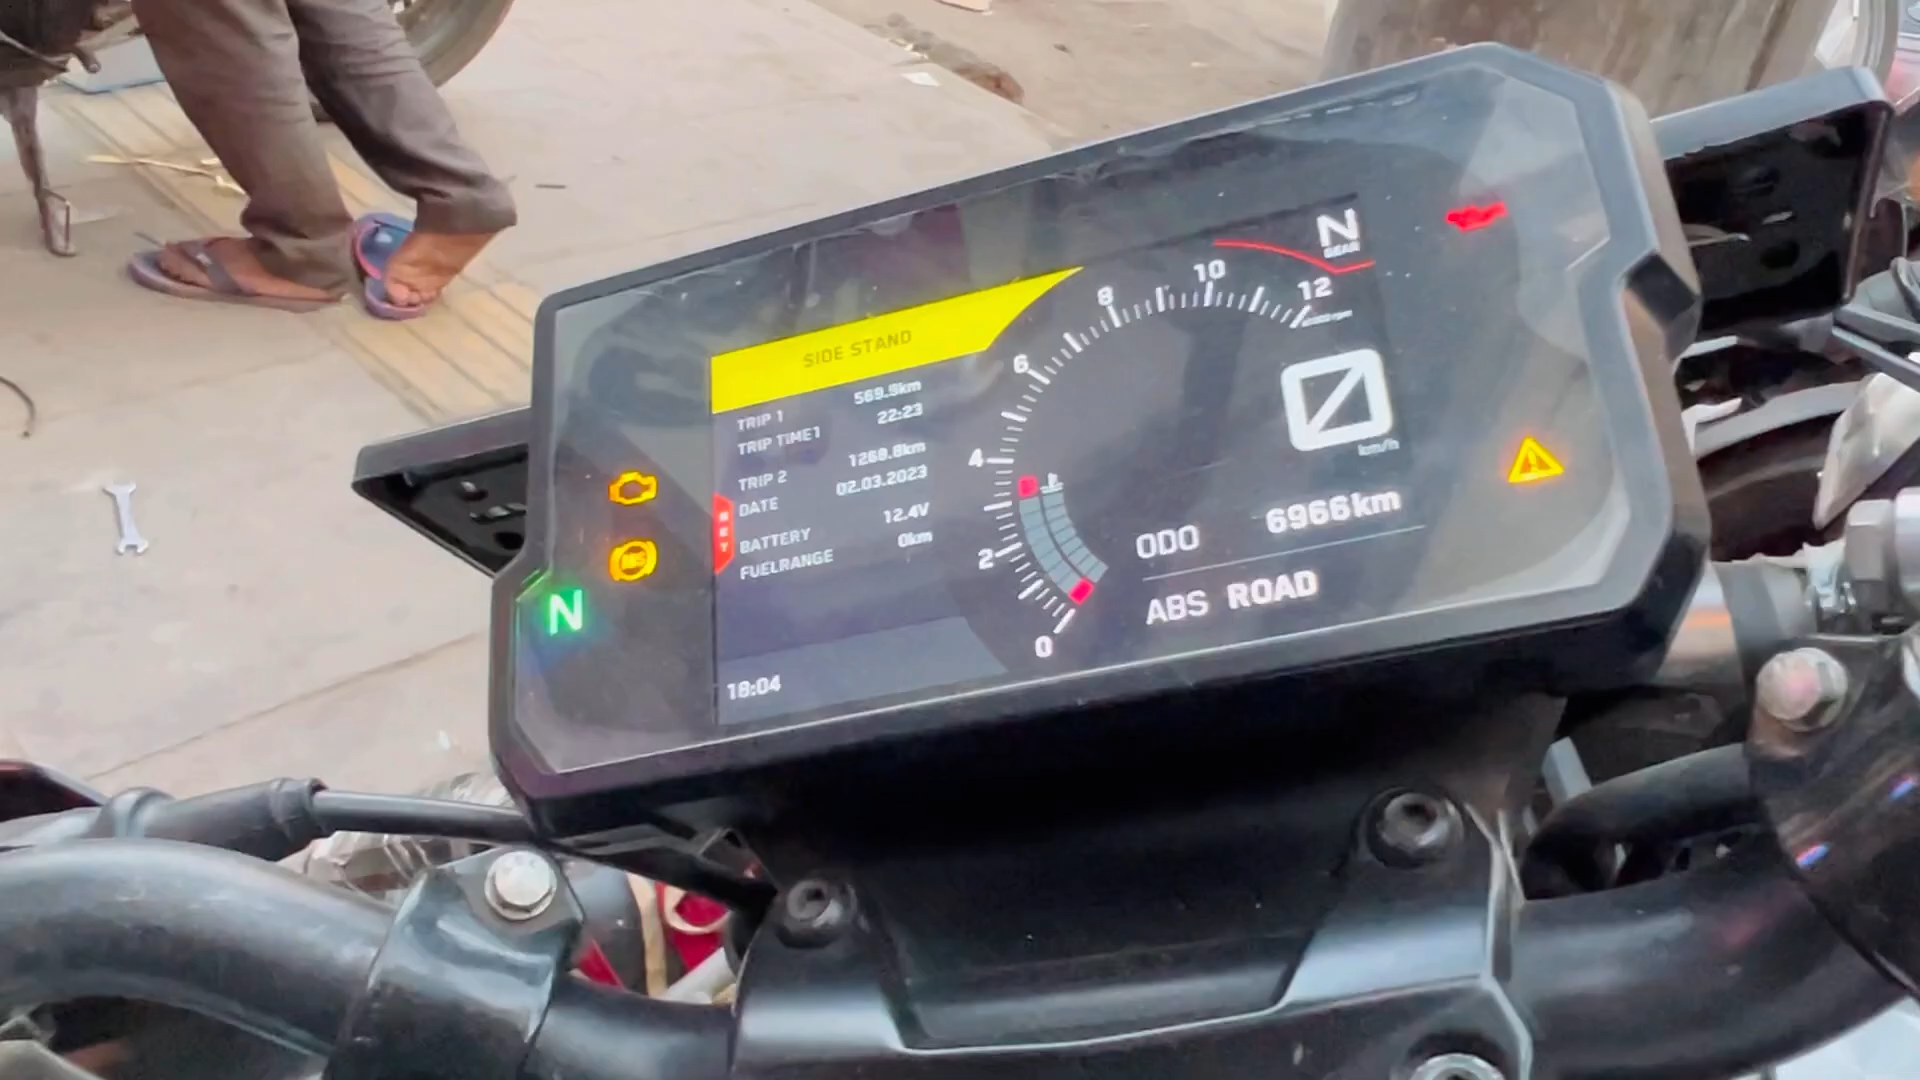 SIDE STAND
TRIP 1 569.9km
TRIP TIME1 22:23
TRIP 2 1260.8km
DATE 02.03.2023
BATTERY 12.4V
FUELRANGE 0km
18:04
N
0
2
4
6
8
10
12
N
GEAR
0
km/h
ODO 6966km
ABS ROAD